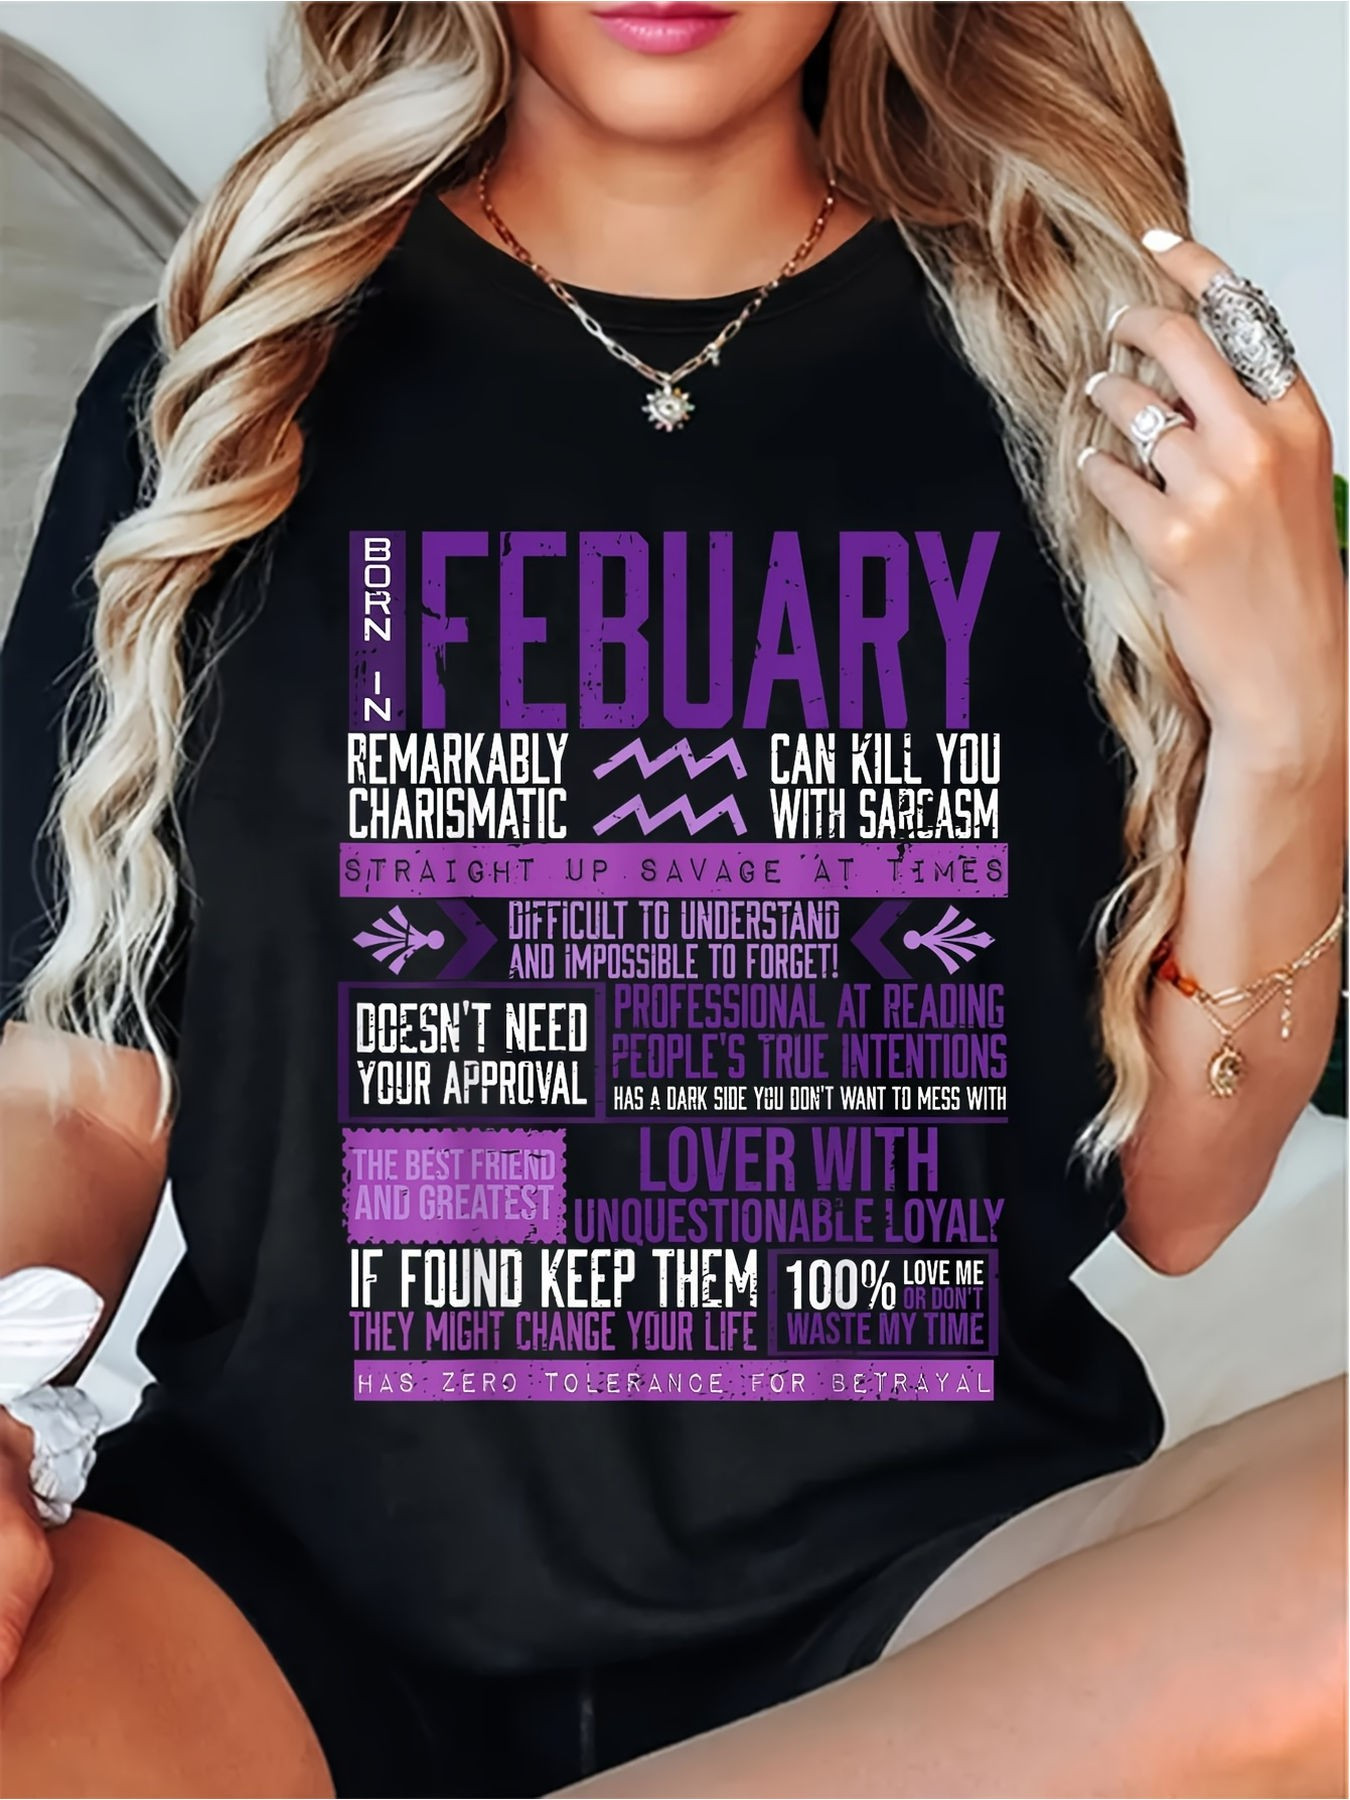 BORN IN
FEBUARY
REMARKABLY
CHARISMATIC
CAN KILL YOU
WITH SARCASM
STRAIGHT UP SAVAGE AT TIMES
DIFFICULT TO UNDERSTAND
AND IMPOSSIBLE TO FORGET!
DOESN'T NEED
YOUR APPROVAL
PROFESSIONAL AT READING
PEOPLE'S TRUE INTENTIONS
HAS A DARK SIDE YOU DON'T WANT TO MESS WITH
THE BEST FRIEND
AND GREATEST
LOVER WITH
UNQUESTIONABLE LOYALY
IF FOUND KEEP THEM
THEY MIGHT CHANGE YOUR LIFE
100% LOVE ME
OR DON'T
WASTE MY TIME
HAS ZERO TOLERANCE FOR BETRAYAL